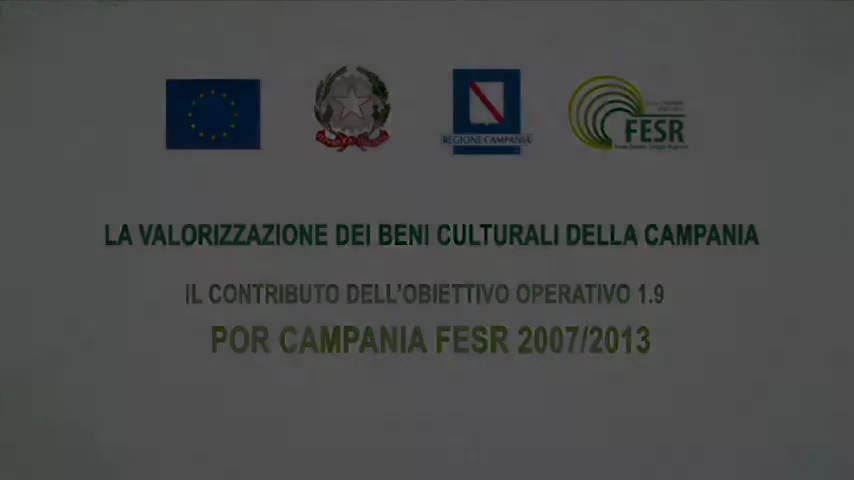 REGIONE CAMPANIA
FESR
LA VALORIZZAZIONE DEI BENI CULTURALI DELLA CAMPANIA
IL CONTRIBUTO DELL'OBIETTIVO OPERATIVO 1.9
POR CAMPANIA FESR 2007/2013